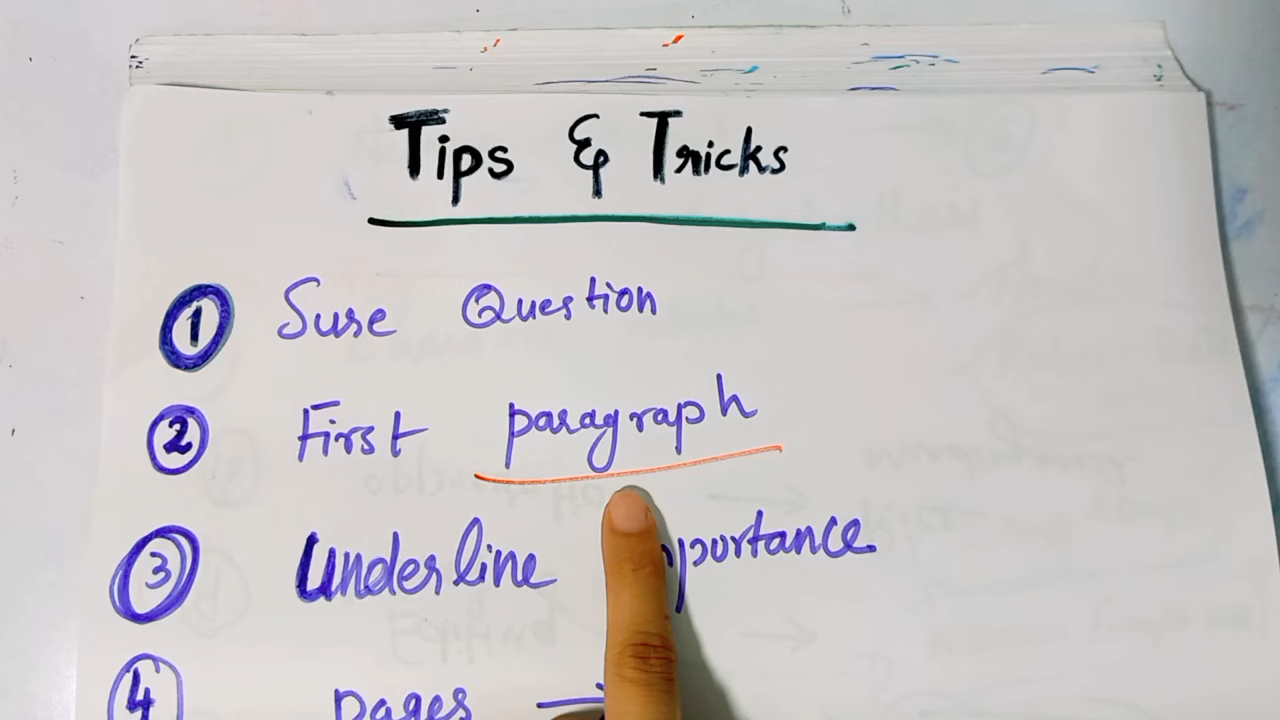 Tips & Tricks
1 Sure Question
2 First paragraph
3 Underline
4 pages →